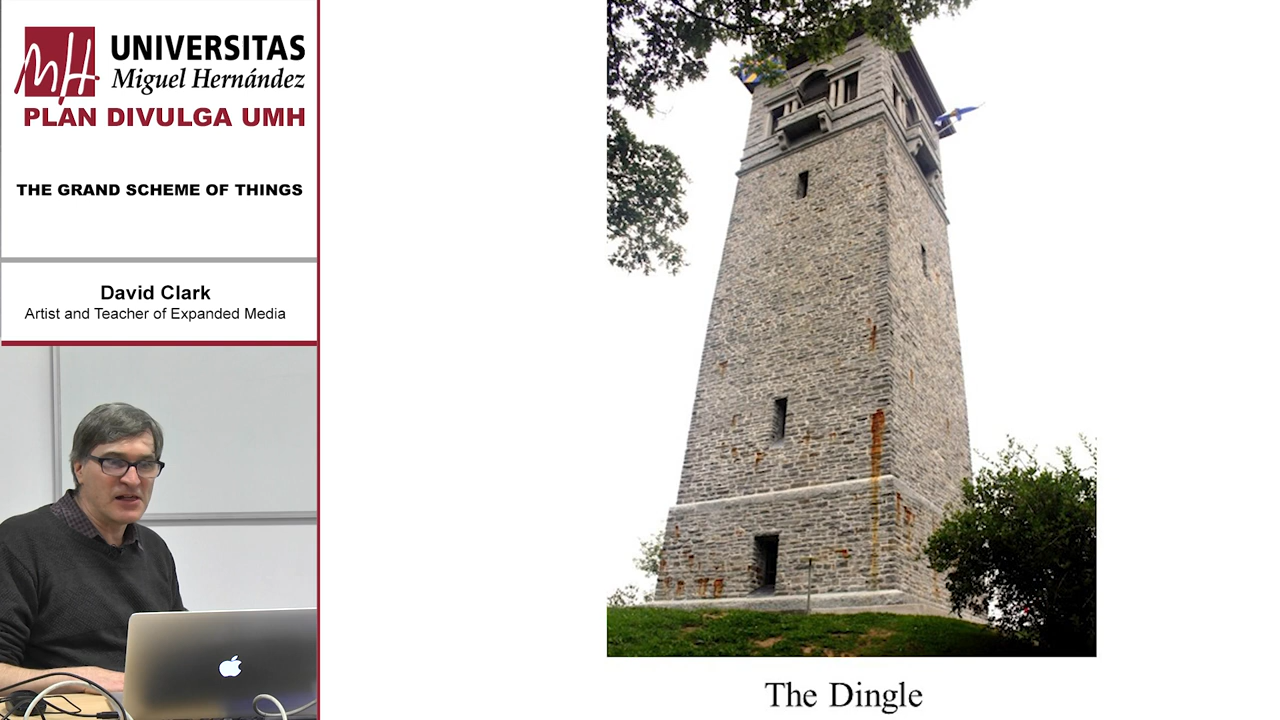 UNIVERSITAS
Miguel Hernández
PLAN DIVULGA UMH
THE GRAND SCHEME OF THINGS
David Clark
Artist and Teacher of Expanded Media
The Dingle